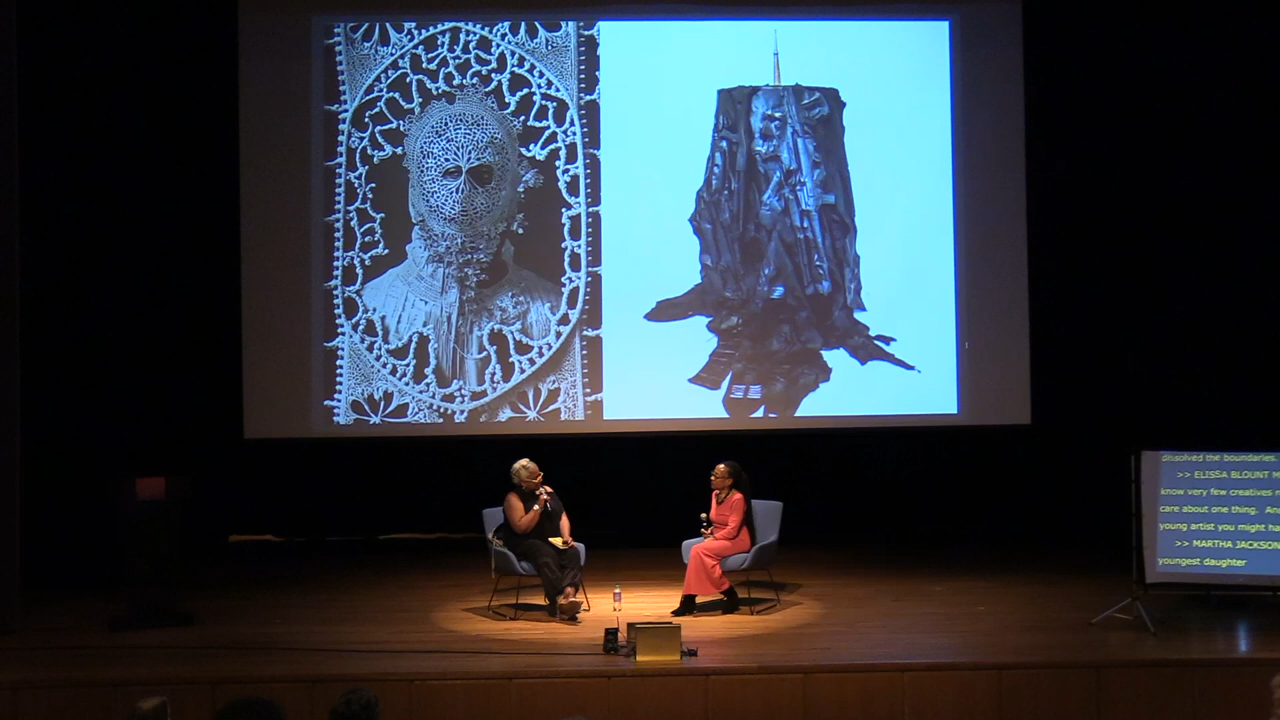 dissolved the boundaries.
>> ELISSA BLOUNT M
know very few creatives
care about one thing. An
young artist you might ha
>> MARTHA JACKSON
youngest daughter